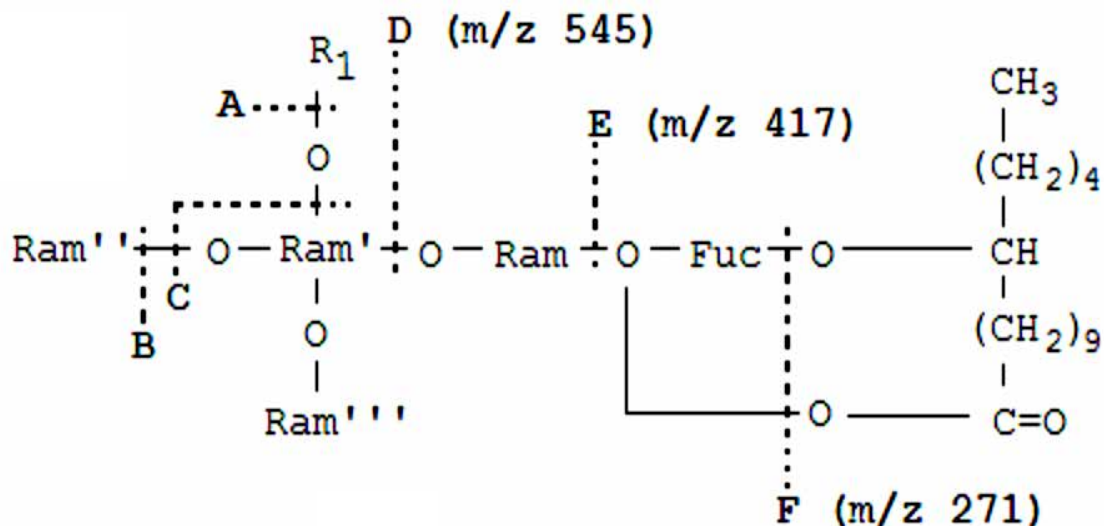 D (m/z 545)
R1
CH3
A
E (m/z 417)
O
(CH2)4
Ram'' O Ram' O Ram O Fuc O CH
C
B
O
(CH2)9
Ram'''
O C=O
F (m/z 271)